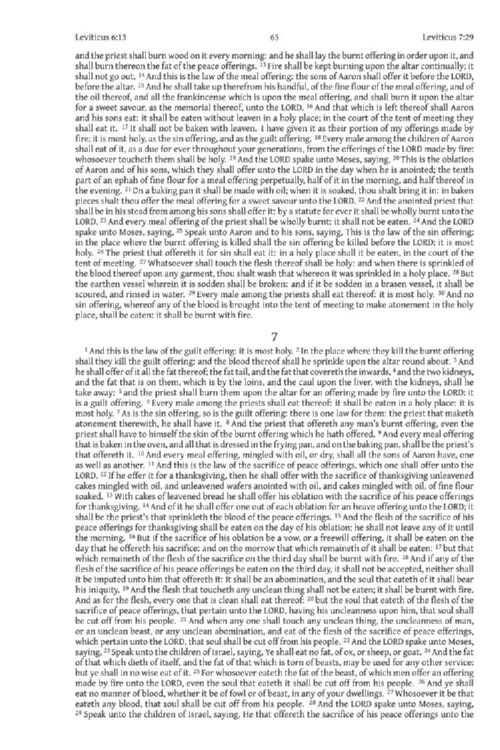 Leviticus 6:13 63 Leviticus 7:29
and the priest shall burn wood on it every morning: and he shall lay the burnt offering in order upon it, and
shall burn thereon the fat of the peace offerings. 13 Fire shall be kept burning upon the altar continually; it
shall not go out. 14 And this is the law of the meal offering: the sons of Aaron shall offer it before the LORD,
before the altar. 15 And he shall take up therefrom his handful, of the fine flour of the meal offering, and of
the oil thereof, and all the frankincense which is upon the meal offering, and shall burn it upon the altar
for a sweet savour, as the memorial thereof, unto the LORD. 16 And that which is left thereof shall Aaron
and his sons eat: it shall be eaten without leaven in a holy place; in the court of the tent of meeting they
shall eat it. 17 It shall not be baken with leaven. I have given it as their portion of my offerings made by
fire; it is most holy, as the sin offering, and as the guilt offering. 18 Every male among the children of Aaron
shall eat of it, as a due for ever throughout your generations, from the offerings of the LORD made by fire:
whosoever toucheth them shall be holy. 19 And the LORD spake unto Moses, saying, 20 This is the oblation
of Aaron and of his sons, which they shall offer unto the LORD in the day when he is anointed; the tenth
part of an ephah of fine flour for a meal offering perpetually, half of it in the morning, and half thereof in
the evening. 21 On a baking pan it shall be made with oil; when it is soaked, thou shalt bring it in: in baken
pieces shalt thou offer the meal offering for a sweet savour unto the LORD. 22 And the anointed priest that
shall be in his stead from among his sons shall offer it: by a statute for ever it shall be wholly burnt unto the
LORD. 23 And every meal offering of the priest shall be wholly burnt: it shall not be eaten. 24 And the LORD
spake unto Moses, saying, 25 Speak unto Aaron and to his sons, saying, This is the law of the sin offering:
in the place where the burnt offering is killed shall the sin offering be killed before the LORD: it is most
holy. 26 The priest that offereth it for sin shall eat it: in a holy place shall it be eaten, in the court of the
tent of meeting. 27 Whatsoever shall touch the flesh thereof shall be holy: and when there is sprinkled of
the blood thereof upon any garment, thou shalt wash that whereon it was sprinkled in a holy place. 28 But
the earthen vessel wherein it is sodden shall be broken: and if it be sodden in a brasen vessel, it shall be
scoured, and rinsed in water. 29 Every male among the priests shall eat thereof: it is most holy. 30 And no
sin offering, whereof any of the blood is brought into the tent of meeting to make atonement in the holy
place, shall be eaten: it shall be burnt with fire.
7
1 And this is the law of the guilt offering: it is most holy. 2 In the place where they kill the burnt offering
shall they kill the guilt offering: and the blood thereof shall he sprinkle upon the altar round about. 3 And
he shall offer of it all the fat thereof; the fat tail, and the fat that covereth the inwards, 4 and the two kidneys,
and the fat that is on them, which is by the loins, and the caul upon the liver, with the kidneys, shall he
take away: 5 and the priest shall burn them upon the altar for an offering made by fire unto the LORD: it
is a guilt offering. 6 Every male among the priests shall eat thereof: it shall be eaten in a holy place: it is
most holy. 7 As is the sin offering, so is the guilt offering: there is one law for them: the priest that maketh
atonement therewith, he shall have it. 8 And the priest that offereth any man's burnt offering, even the
priest shall have to himself the skin of the burnt offering which he hath offered. 9 And every meal offering
that is baken in the oven, and all that is dressed in the frying pan, and on the baking pan, shall be the priest's
that offereth it. 10 And every meal offering, mingled with oil, or dry, shall all the sons of Aaron have, one
as well as another. 11 And this is the law of the sacrifice of peace offerings, which one shall offer unto the
LORD. 12 If he offer it for a thanksgiving, then he shall offer with the sacrifice of thanksgiving unleavened
cakes mingled with oil, and unleavened wafers anointed with oil, and cakes mingled with oil, of fine flour
soaked. 13 With cakes of leavened bread he shall offer his oblation with the sacrifice of his peace offerings
for thanksgiving. 14 And of it he shall offer one out of each oblation for an heave offering unto the LORD; it
shall be the priest's that sprinkleth the blood of the peace offerings. 15 And the flesh of the sacrifice of his
peace offerings for thanksgiving shall be eaten on the day of his oblation; he shall not leave any of it until
the morning. 16 But if the sacrifice of his oblation be a vow, or a freewill offering, it shall be eaten on the
day that he offereth his sacrifice: and on the morrow that which remaineth of it shall be eaten: 17 but that
which remaineth of the flesh of the sacrifice on the third day shall be burnt with fire. 18 And if any of the
flesh of the sacrifice of his peace offerings be eaten on the third day, it shall not be accepted, neither shall
it be imputed unto him that offereth it: it shall be an abomination, and the soul that eateth of it shall bear
his iniquity. 19 And the flesh that toucheth any unclean thing shall not be eaten; it shall be burnt with fire.
And as for the flesh, every one that is clean shall eat thereof: 20 but the soul that eateth of the flesh of the
sacrifice of peace offerings, that pertain unto the LORD, having his uncleanness upon him, that soul shall
be cut off from his people. 21 And when any one shall touch any unclean thing, the uncleanness of man,
or an unclean beast, or any unclean abomination, and eat of the flesh of the sacrifice of peace offerings,
which pertain unto the LORD, that soul shall be cut off from his people. 22 And the LORD spake unto Moses,
saying, 23 Speak unto the children of Israel, saying, Ye shall eat no fat, of ox, or sheep, or goat. 24 And the fat
of that which dieth of itself, and the fat of that which is torn of beasts, may be used for any other service:
but ye shall in no wise eat of it. 25 For whosoever eateth the fat of the beast, of which men offer an offering
made by fire unto the LORD, even the soul that eateth it shall be cut off from his people. 26 And ye shall
eat no manner of blood, whether it be of fowl or of beast, in any of your dwellings. 27 Whosoever it be that
eateth any blood, that soul shall be cut off from his people. 28 And the LORD spake unto Moses, saying,
29 Speak unto the children of Israel, saying, He that offereth the sacrifice of his peace offerings unto the